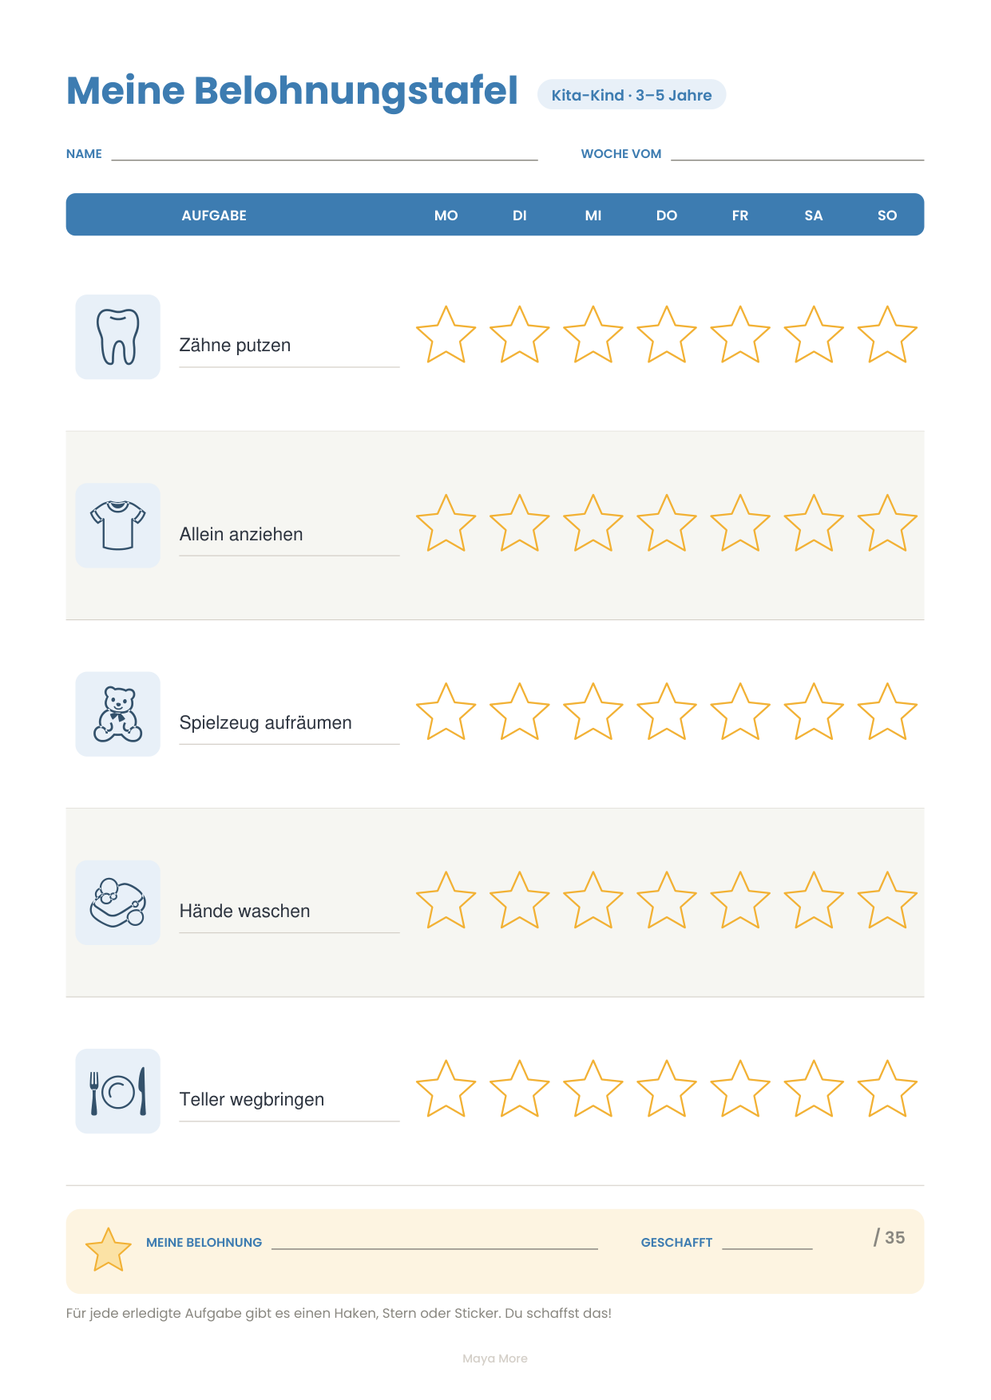 Meine Belohnungstafel Kita-Kind · 3–5 Jahre
NAME WOCHE VOM
AUFGABE MO DI MI DO FR SA SO
Zähne putzen
Allein anziehen
Spielzeug aufräumen
Hände waschen
Teller wegbringen
MEINE BELOHNUNG GESCHAFFT / 35
Für jede erledigte Aufgabe gibt es einen Haken, Stern oder Sticker. Du schaffst das!
Maya More